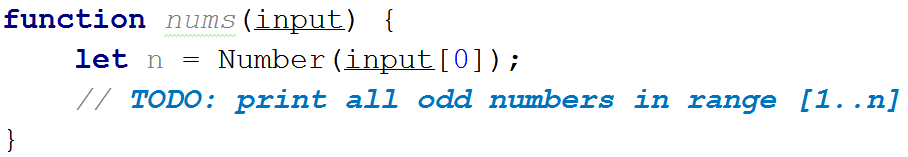 function nums(input) {
    let n = Number(input[0]);
    // TODO: print all odd numbers in range [1..n]
}